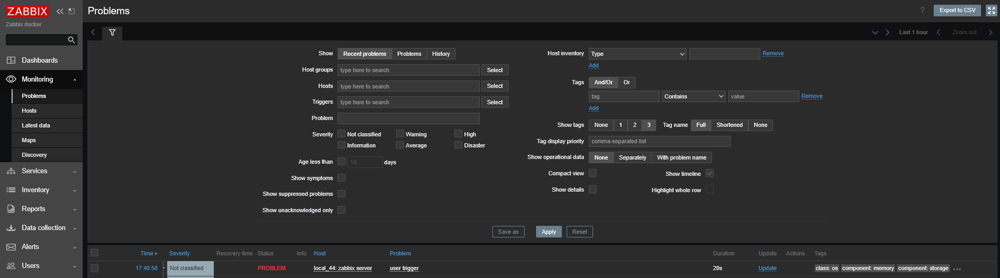 ZABBIX
Zabbix docker
Dashboards
Monitoring
Problems
Hosts
Latest data
Maps
Discovery
Services
Inventory
Reports
Data collection
Alerts
Users
Problems
?
Export to CSV
Last 1 hour
Zoom out
Show Recent problems Problems History
Host groups type here to search Select
Hosts type here to search Select
Triggers type here to search Select
Problem
Severity Not classified Warning High
Information Average Disaster
Age less than 14 days
Show symptoms
Show suppressed problems
Show unacknowledged only
Host inventory Type Remove
Add
Tags And/Or Or
tag Contains value Remove
Add
Show tags None 1 2 3 Tag name Full Shortened None
Tag display priority comma-separated list
Show operational data None Separately With problem name
Compact view Show timeline
Show details Highlight whole row
Save as Apply Reset
Time Severity Recovery time Status Info Host Problem Duration Update Actions Tags
17:40:56 Not classified PROBLEM local_44: zabbix server user trigger 20s Update class: os component: memory component: storage •••